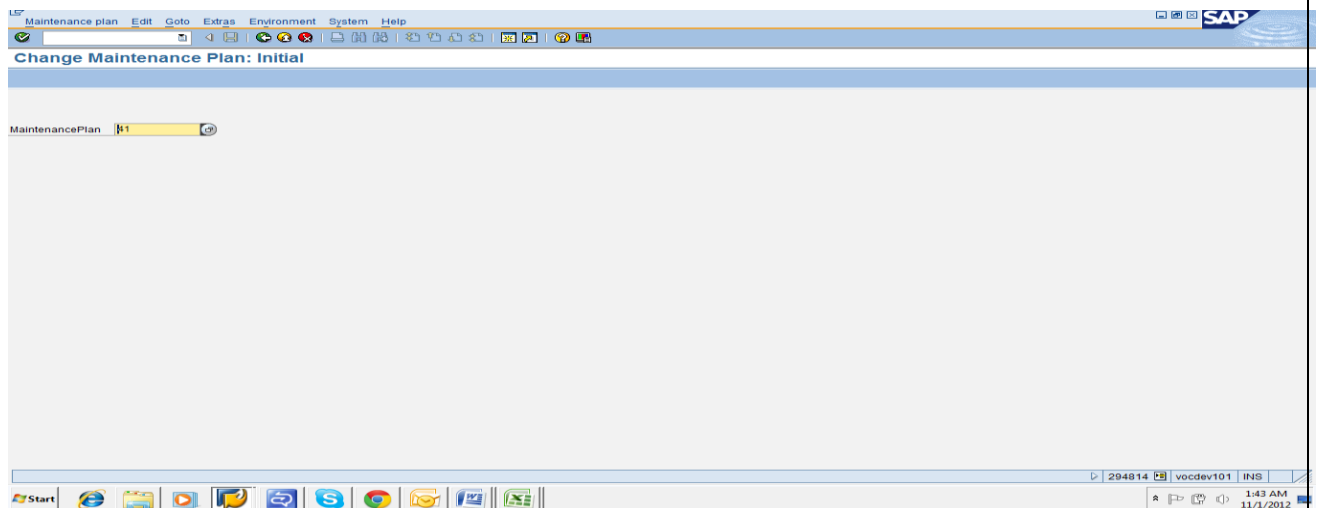 Maintenance plan Edit Goto Extras Environment System Help
SAP
Change Maintenance Plan: Initial
MaintenancePlan 41
294814 vocdev101 INS
Start
1:43 AM
11/1/2012